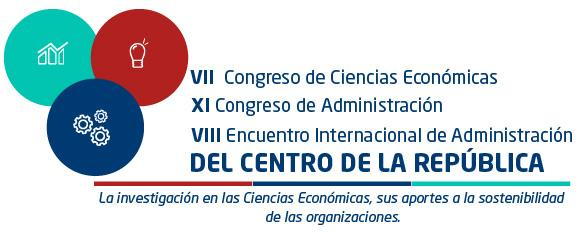 VII Congreso de Ciencias Económicas
XI Congreso de Administración
VIII Encuentro Internacional de Administración
DEL CENTRO DE LA REPÚBLICA
La investigación en las Ciencias Económicas, sus aportes a la sostenibilidad
de las organizaciones.